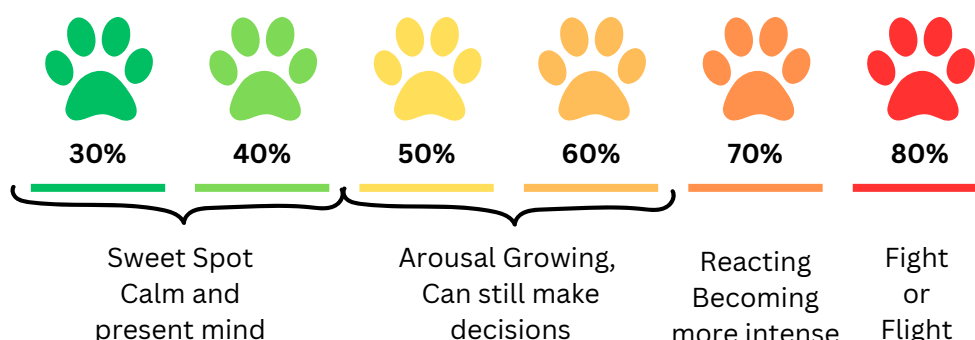 30% 40% 50% 60% 70% 80%
Sweet Spot
Calm and
present mind
Arousal Growing,
Can still make
decisions
Reacting
Becoming
more intense
Fight
or
Flight